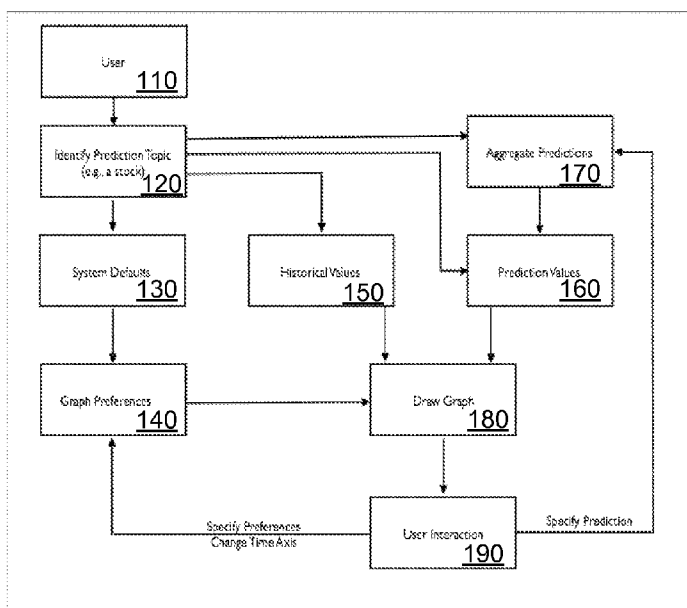 User
110
Identify Prediction Topic
(e.g., a stock)
120
Aggregate Predictions
170
System Defaults
130
Historical Values
150
Prediction Values
160
Graph Preferences
140
Draw Graph
180
Specify Preferences
Change Time Axis
User Interaction
190
Specify Prediction